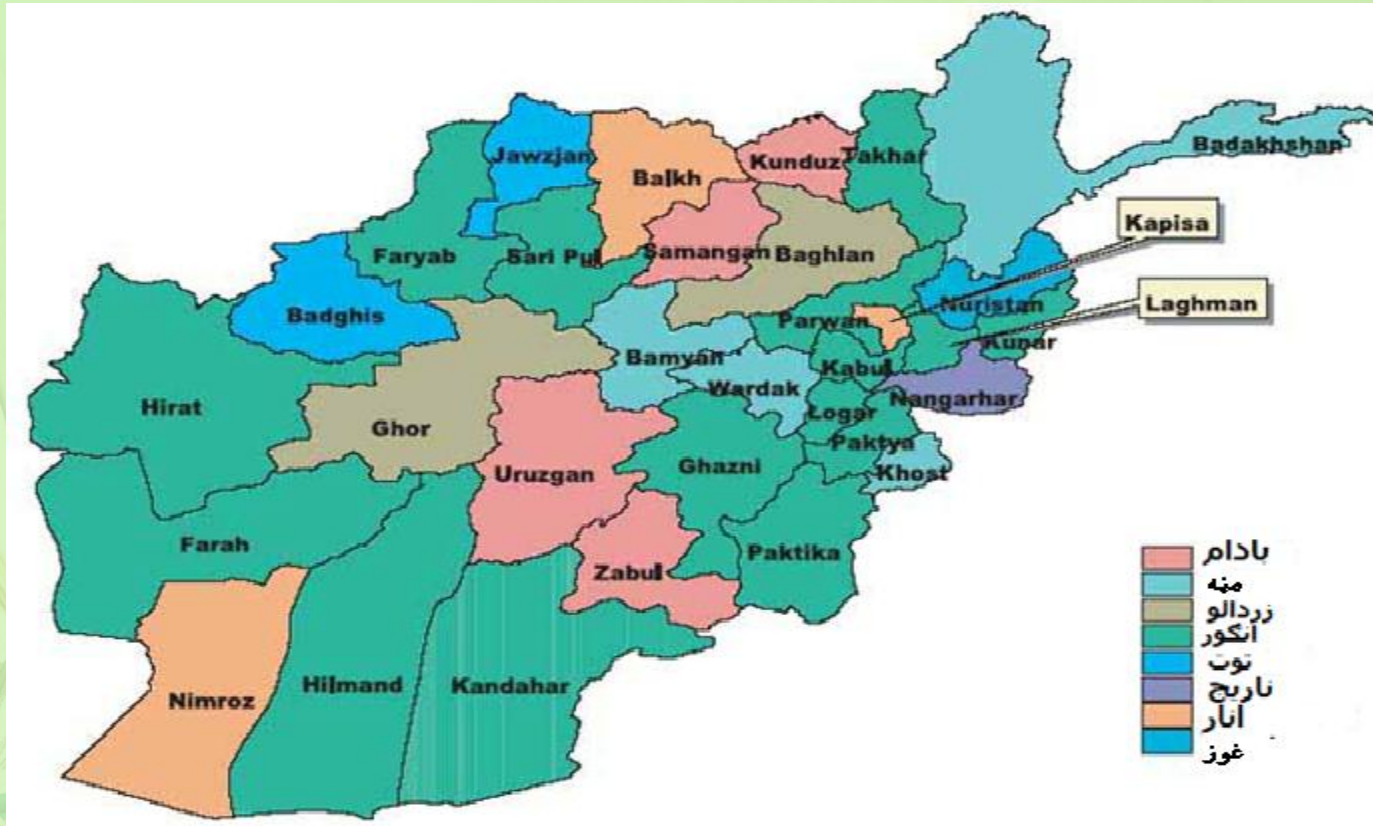 Jawzjan
Balkh
Kunduz
Takhar
Badakhshan
Kapisa
Faryab
Sari Pul
Samangan
Baghlan
Badghis
Parwan
Nuristan
Laghman
Kunar
Bamyan
Kabul
Wardak
Nangarhar
Hirat
Ghor
Logar
Paktya
Khost
Uruzgan
Ghazni
Farah
Zabul
Paktika
Nimroz
Hilmand
Kandahar
بادام
مڼه
زردالو
انګور
توت
نارنج
انار
غوز